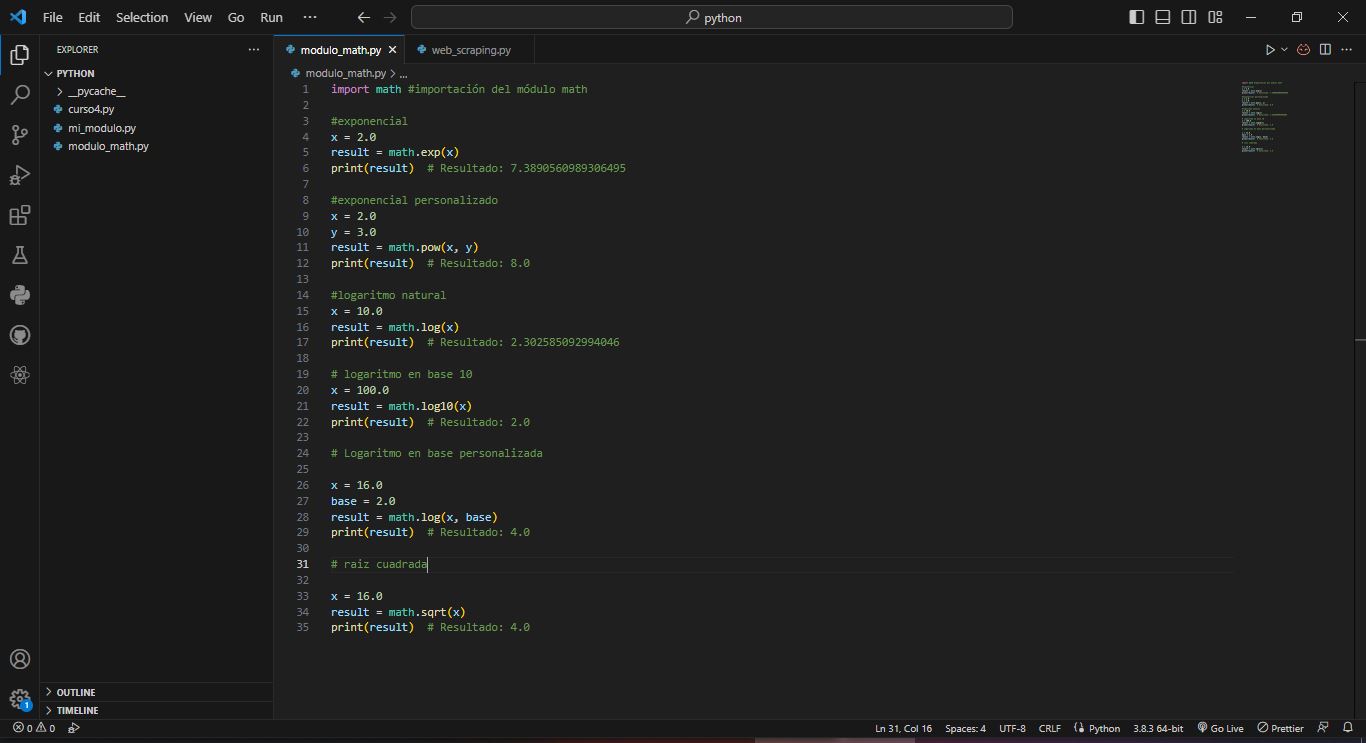 File Edit Selection View Go Run ··· python
EXPLORER ···
modulo_math.py web_scraping.py
PYTHON
__pycache__
curso4.py
mi_modulo.py
modulo_math.py
modulo_math.py > ...
1 import math #importación del módulo math
2
3 #exponencial
4 x = 2.0
5 result = math.exp(x)
6 print(result)  # Resultado: 7.3890560989306495
7
8 #exponencial personalizado
9 x = 2.0
10 y = 3.0
11 result = math.pow(x, y)
12 print(result)  # Resultado: 8.0
13
14 #logaritmo natural
15 x = 10.0
16 result = math.log(x)
17 print(result)  # Resultado: 2.302585092994046
18
19 # logaritmo en base 10
20 x = 100.0
21 result = math.log10(x)
22 print(result)  # Resultado: 2.0
23
24 # Logaritmo en base personalizada
25
26 x = 16.0
27 base = 2.0
28 result = math.log(x, base)
29 print(result)  # Resultado: 4.0
30
31 # raiz cuadrada
32
33 x = 16.0
34 result = math.sqrt(x)
35 print(result)  # Resultado: 4.0
OUTLINE
TIMELINE
1
0 0 Ln 31, Col 16 Spaces: 4 UTF-8 CRLF Python 3.8.3 64-bit Go Live Prettier